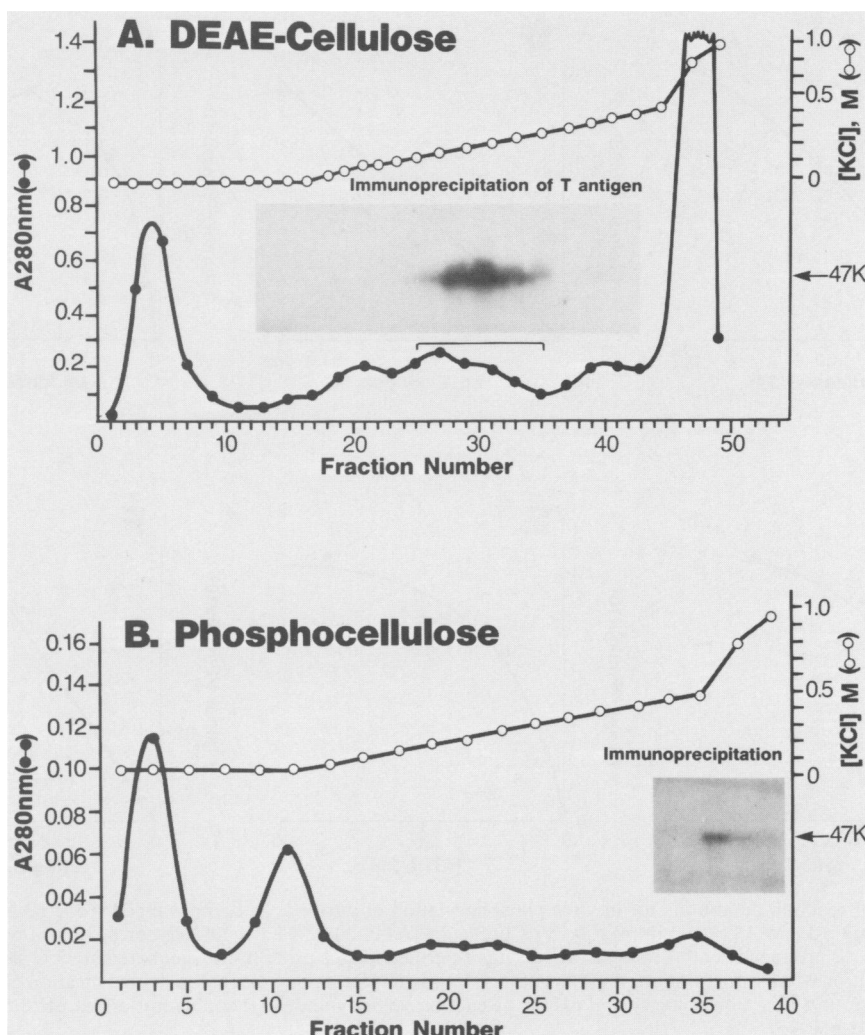 A. DEAE-Cellulose
1.4
1.2
1.0
0.8
0.6
0.4
0.2
A280nm(●-●)
1.0
0.5
0
[KCl], M (○-○)
Immunoprecipitation of T antigen
←47K
0 10 20 30 40 50
Fraction Number
B. Phosphocellulose
0.16
0.14
0.12
0.10
0.08
0.06
0.04
0.02
A280nm(●-●)
1.0
0.5
0
[KCl] M (○-○)
Immunoprecipitation
←47K
0 5 10 15 20 25 30 35 40
Fraction Number